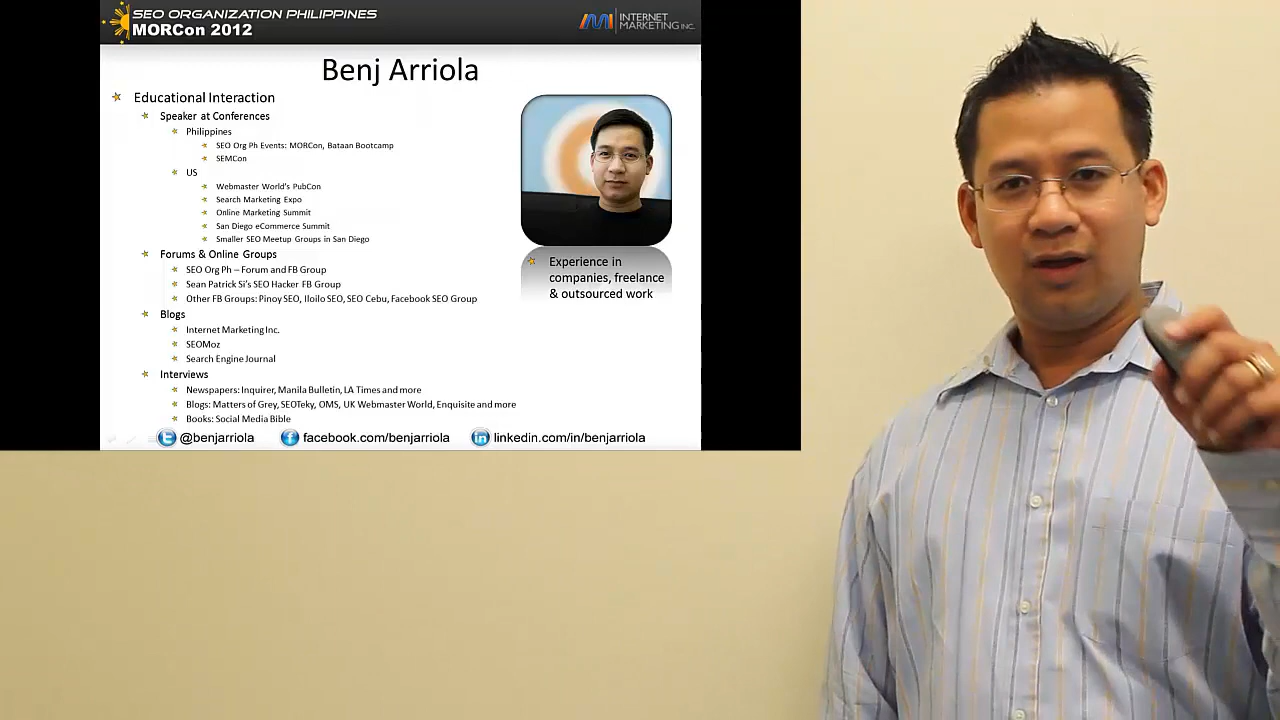 SEO ORGANIZATION PHILIPPINES
MORCon 2012
INTERNET
MARKETING INC.
Benj Arriola
Educational Interaction
Speaker at Conferences
Philippines
SEO Org Ph Events: MORCon, Bataan Bootcamp
SEMCon
US
Webmaster World's PubCon
Search Marketing Expo
Online Marketing Summit
San Diego eCommerce Summit
Smaller SEO Meetup Groups in San Diego
Forums & Online Groups
SEO Org Ph – Forum and FB Group
Sean Patrick Si's SEO Hacker FB Group
Other FB Groups: Pinoy SEO, Iloilo SEO, SEO Cebu, Facebook SEO Group
Blogs
Internet Marketing Inc.
SEOMoz
Search Engine Journal
Interviews
Newspapers: Inquirer, Manila Bulletin, LA Times and more
Blogs: Matters of Grey, SEOTeky, OMS, UK Webmaster World, Enquisite and more
Books: Social Media Bible
Experience in
companies, freelance
& outsourced work
@benjarriola facebook.com/benjarriola linkedin.com/in/benjarriola